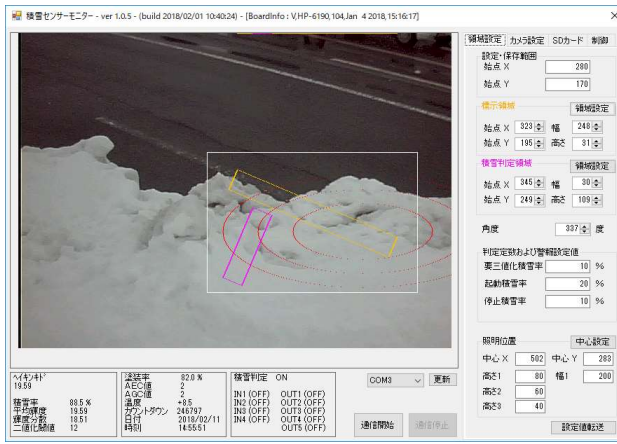 積雪センサーモニター - ver 1.0.5 - (build 2018/02/01 10:40:24) - [BoardInfo : V,HP-6190,104,Jan 4 2018,15:16:17]
領域設定 カメラ設定 SDカード 制御
設定・保存範囲
始点 X 280
始点 Y 170
標示領域 領域設定
始点 X 323 幅 248
始点 Y 195 高さ 31
積雪判定領域 領域設定
始点 X 345 幅 30
始点 Y 249 高さ 109
角度 337 度
判定定数および警報設定値
要三値化積雪率 10 %
起動積雪率 20 %
停止積雪率 10 %
照明位置 中心設定
中心 X 502 中心 Y 283
高さ1 80 幅1 200
高さ2 60
高さ3 40
設定値転送
ヘイキンキド
19.59
積雪率 88.5 %
平均輝度 19.59
輝度分散 18.51
二値化閾値 12
塗装率 82.0 %
AEC値 2
AGC値 2
温度 +8.5
カウントダウン 246797
日付 2018/02/11
時刻 14:55:51
積雪判定 ON
IN1 (OFF) OUT1 (OFF)
IN2 (OFF) OUT2 (OFF)
IN3 (OFF) OUT3 (OFF)
IN4 (OFF) OUT4 (OFF)
OUT5 (OFF)
COM3 更新
通信開始 通信停止